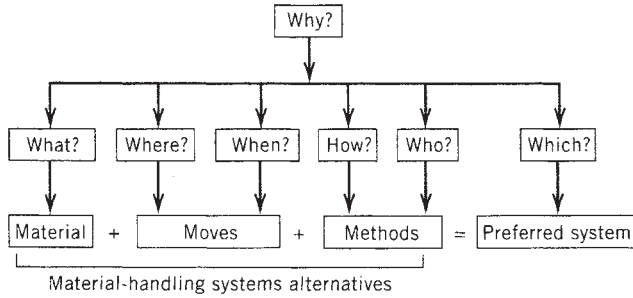 Why?
What? Where? When? How? Who? Which?
Material + Moves + Methods = Preferred system
Material-handling systems alternatives